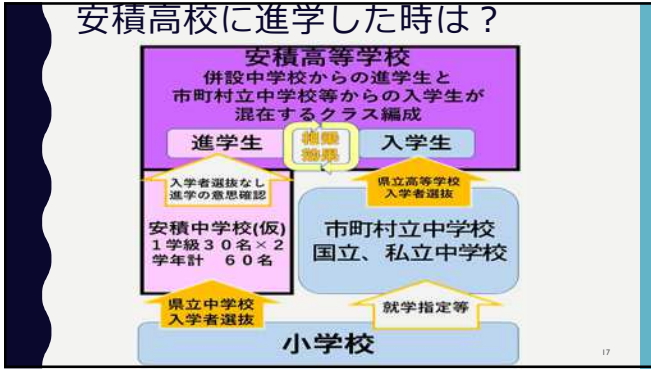 安積高校に進学した時は？
安積高等学校
併設中学校からの進学生と
市町村立中学校等からの入学生が
混在するクラス編成
進学生
相乗
効果
入学生
入学者選抜なし
進学の意思確認
県立高等学校
入学者選抜
安積中学校(仮)
１学級３０名×２
学年計　６０名
市町村立中学校
国立、私立中学校
県立中学校
入学者選抜
就学指定等
小学校
17